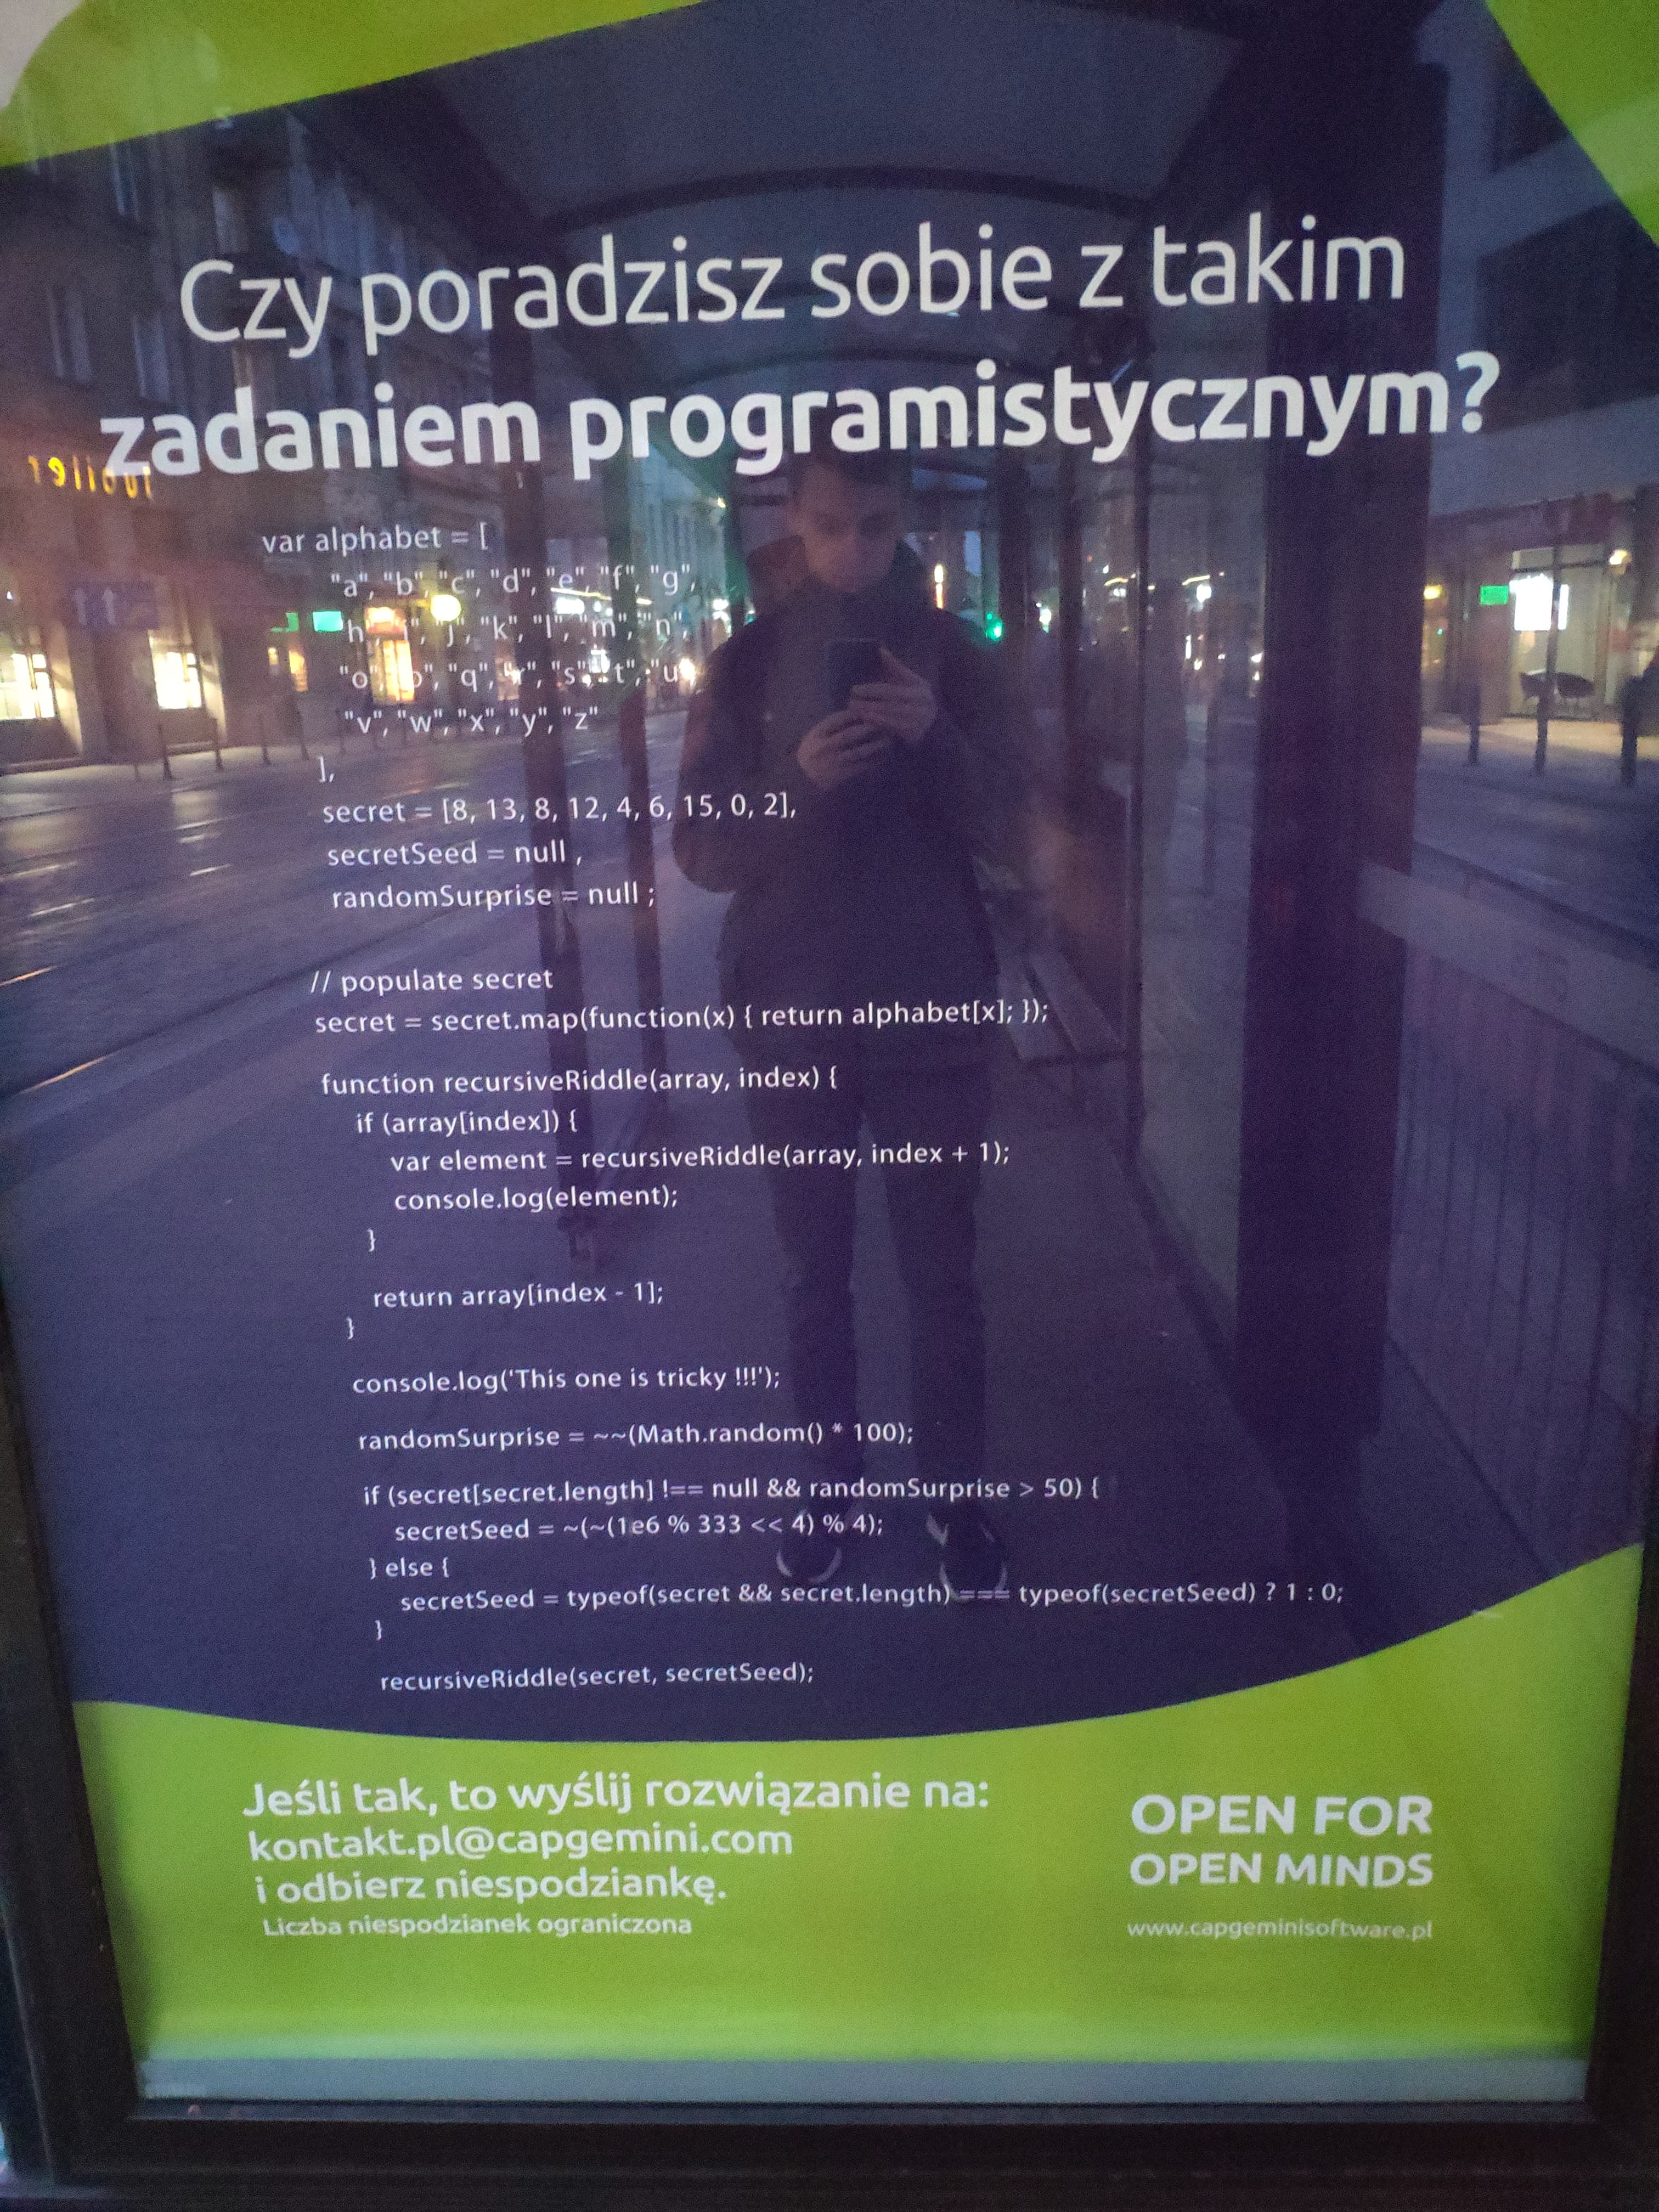 Czy poradzisz sobie z takim
zadaniem programistycznym?
var alphabet = [
"a", "b", "c", "d", "e", "f", "g",
"h", "i", "j", "k", "l", "m", "n",
"o", "p", "q", "r", "s", "t", "u",
"v", "w", "x", "y", "z"
],
secret = [8, 13, 8, 12, 4, 6, 15, 0, 2],
secretSeed = null ,
randomSurprise = null ;
// populate secret
secret = secret.map(function(x) { return alphabet[x]; });
function recursiveRiddle(array, index) {
if (array[index]) {
var element = recursiveRiddle(array, index + 1);
console.log(element);
}
return array[index - 1];
}
console.log('This one is tricky !!!');
randomSurprise = ~~(Math.random() * 100);
if (secret[secret.length] !== null && randomSurprise > 50) {
secretSeed = ~(~(1e6 % 333 << 4) % 4);
} else {
secretSeed = typeof(secret && secret.length) === typeof(secretSeed) ? 1 : 0;
}
recursiveRiddle(secret, secretSeed);
Jeśli tak, to wyślij rozwiązanie na:
kontakt.pl@capgemini.com
i odbierz niespodziankę.
Liczba niespodzianek ograniczona
OPEN FOR
OPEN MINDS
www.capgeminisoftware.pl